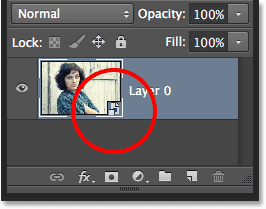 Normal Opacity: 100%
Lock: Fill: 100%
Layer 0
fx